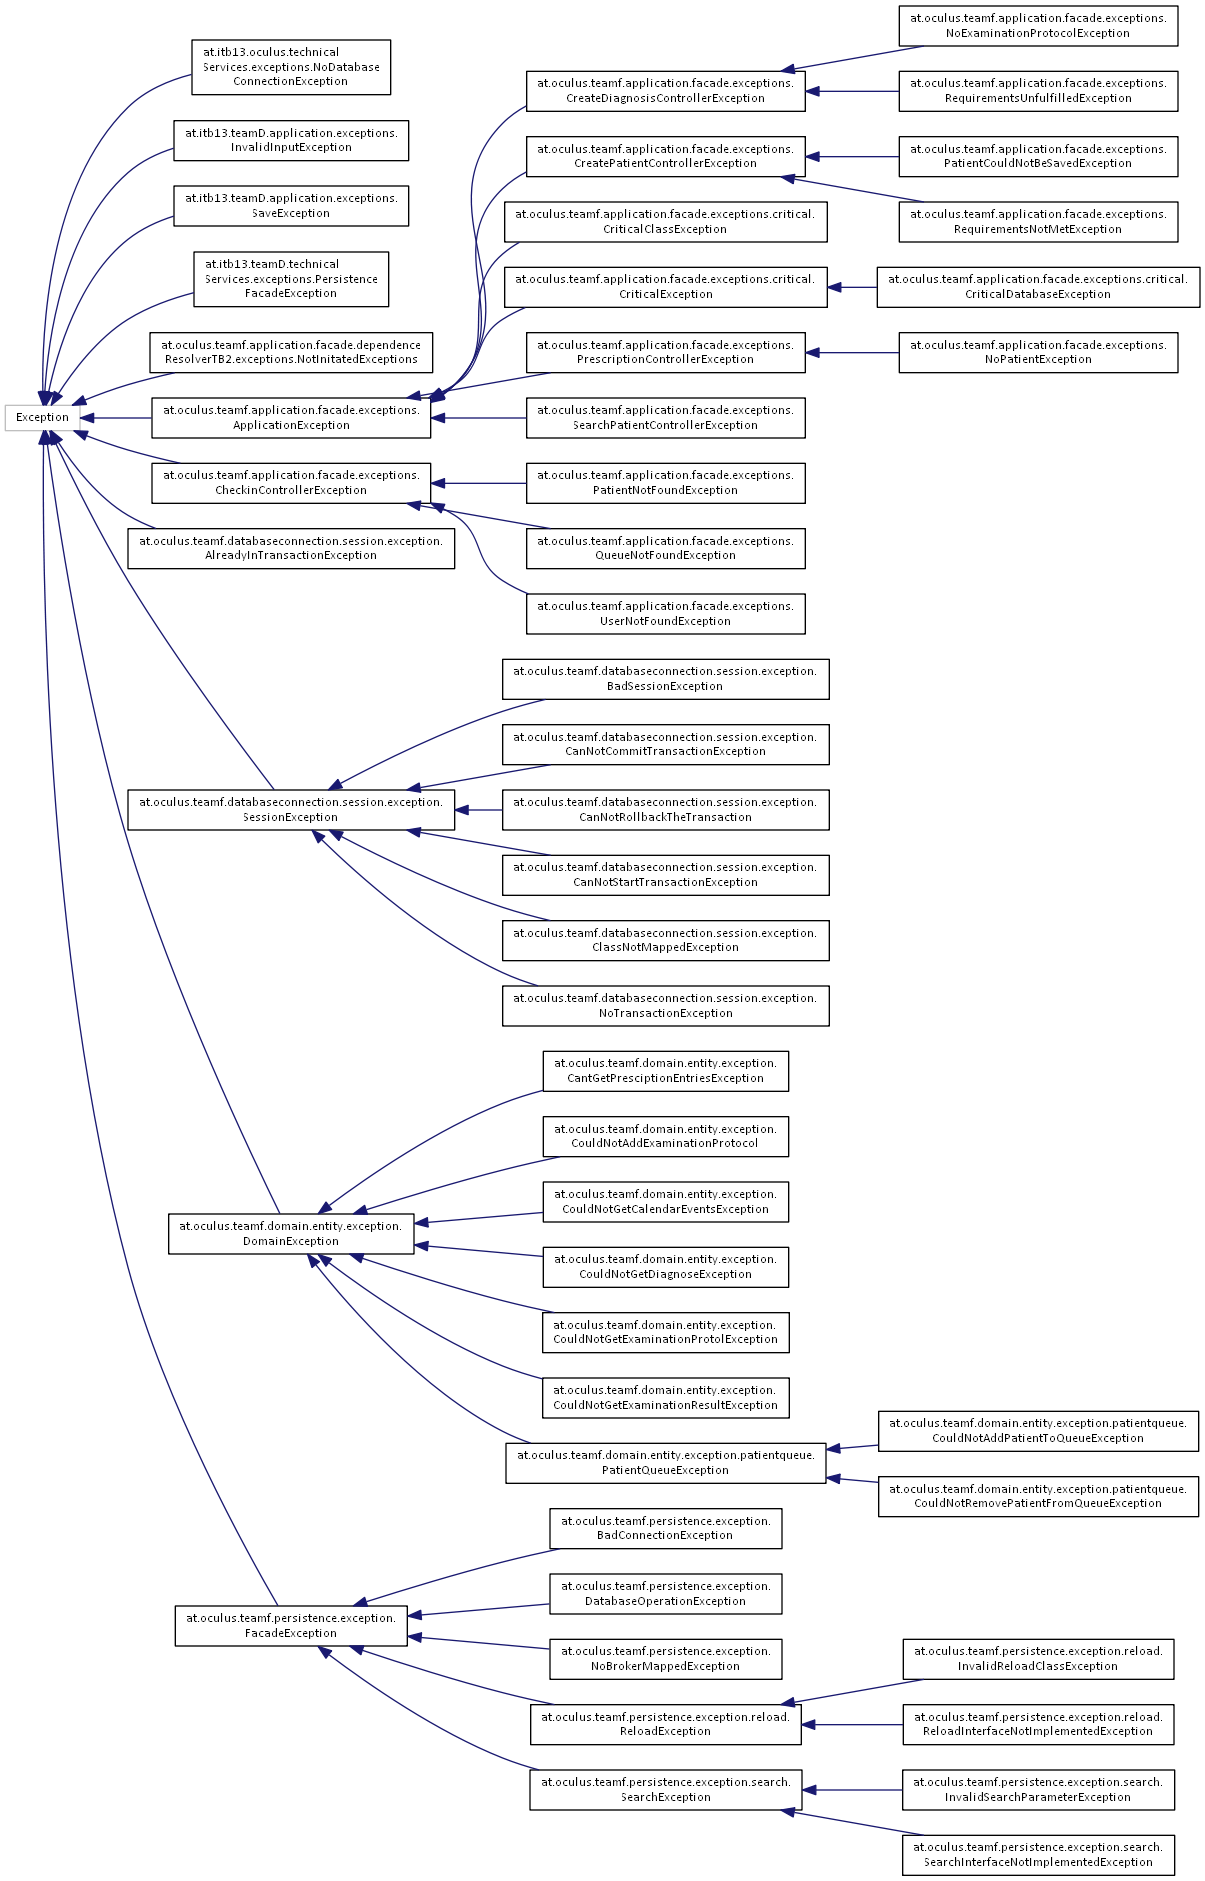 Exception
at.itb13.oculus.technical
Services.exceptions.NoDatabase
ConnectionException
at.itb13.teamD.application.exceptions.
InvalidInputException
at.itb13.teamD.application.exceptions.
SaveException
at.itb13.teamD.technical
Services.exceptions.Persistence
FacadeException
at.oculus.teamf.application.facade.dependence
ResolverTB2.exceptions.NotInitatedExceptions
at.oculus.teamf.application.facade.exceptions.
ApplicationException
at.oculus.teamf.application.facade.exceptions.
CheckinControllerException
at.oculus.teamf.databaseconnection.session.exception.
AlreadyInTransactionException
at.oculus.teamf.databaseconnection.session.exception.
SessionException
at.oculus.teamf.domain.entity.exception.
DomainException
at.oculus.teamf.persistence.exception.
FacadeException
at.oculus.teamf.application.facade.exceptions.
CreateDiagnosisControllerException
at.oculus.teamf.application.facade.exceptions.
CreatePatientControllerException
at.oculus.teamf.application.facade.exceptions.critical.
CriticalClassException
at.oculus.teamf.application.facade.exceptions.critical.
CriticalException
at.oculus.teamf.application.facade.exceptions.
PrescriptionControllerException
at.oculus.teamf.application.facade.exceptions.
SearchPatientControllerException
at.oculus.teamf.application.facade.exceptions.
PatientNotFoundException
at.oculus.teamf.application.facade.exceptions.
QueueNotFoundException
at.oculus.teamf.application.facade.exceptions.
UserNotFoundException
at.oculus.teamf.databaseconnection.session.exception.
BadSessionException
at.oculus.teamf.databaseconnection.session.exception.
CanNotCommitTransactionException
at.oculus.teamf.databaseconnection.session.exception.
CanNotRollbackTheTransaction
at.oculus.teamf.databaseconnection.session.exception.
CanNotStartTransactionException
at.oculus.teamf.databaseconnection.session.exception.
ClassNotMappedException
at.oculus.teamf.databaseconnection.session.exception.
NoTransactionException
at.oculus.teamf.domain.entity.exception.
CantGetPresciptionEntriesException
at.oculus.teamf.domain.entity.exception.
CouldNotAddExaminationProtocol
at.oculus.teamf.domain.entity.exception.
CouldNotGetCalendarEventsException
at.oculus.teamf.domain.entity.exception.
CouldNotGetDiagnoseException
at.oculus.teamf.domain.entity.exception.
CouldNotGetExaminationProtolException
at.oculus.teamf.domain.entity.exception.
CouldNotGetExaminationResultException
at.oculus.teamf.domain.entity.exception.patientqueue.
PatientQueueException
at.oculus.teamf.persistence.exception.
BadConnectionException
at.oculus.teamf.persistence.exception.
DatabaseOperationException
at.oculus.teamf.persistence.exception.
NoBrokerMappedException
at.oculus.teamf.persistence.exception.reload.
ReloadException
at.oculus.teamf.persistence.exception.search.
SearchException
at.oculus.teamf.application.facade.exceptions.
NoExaminationProtocolException
at.oculus.teamf.application.facade.exceptions.
RequirementsUnfulfilledException
at.oculus.teamf.application.facade.exceptions.
PatientCouldNotBeSavedException
at.oculus.teamf.application.facade.exceptions.
RequirementsNotMetException
at.oculus.teamf.application.facade.exceptions.critical.
CriticalDatabaseException
at.oculus.teamf.application.facade.exceptions.
NoPatientException
at.oculus.teamf.domain.entity.exception.patientqueue.
CouldNotAddPatientToQueueException
at.oculus.teamf.domain.entity.exception.patientqueue.
CouldNotRemovePatientFromQueueException
at.oculus.teamf.persistence.exception.reload.
InvalidReloadClassException
at.oculus.teamf.persistence.exception.reload.
ReloadInterfaceNotImplementedException
at.oculus.teamf.persistence.exception.search.
InvalidSearchParameterException
at.oculus.teamf.persistence.exception.search.
SearchInterfaceNotImplementedException